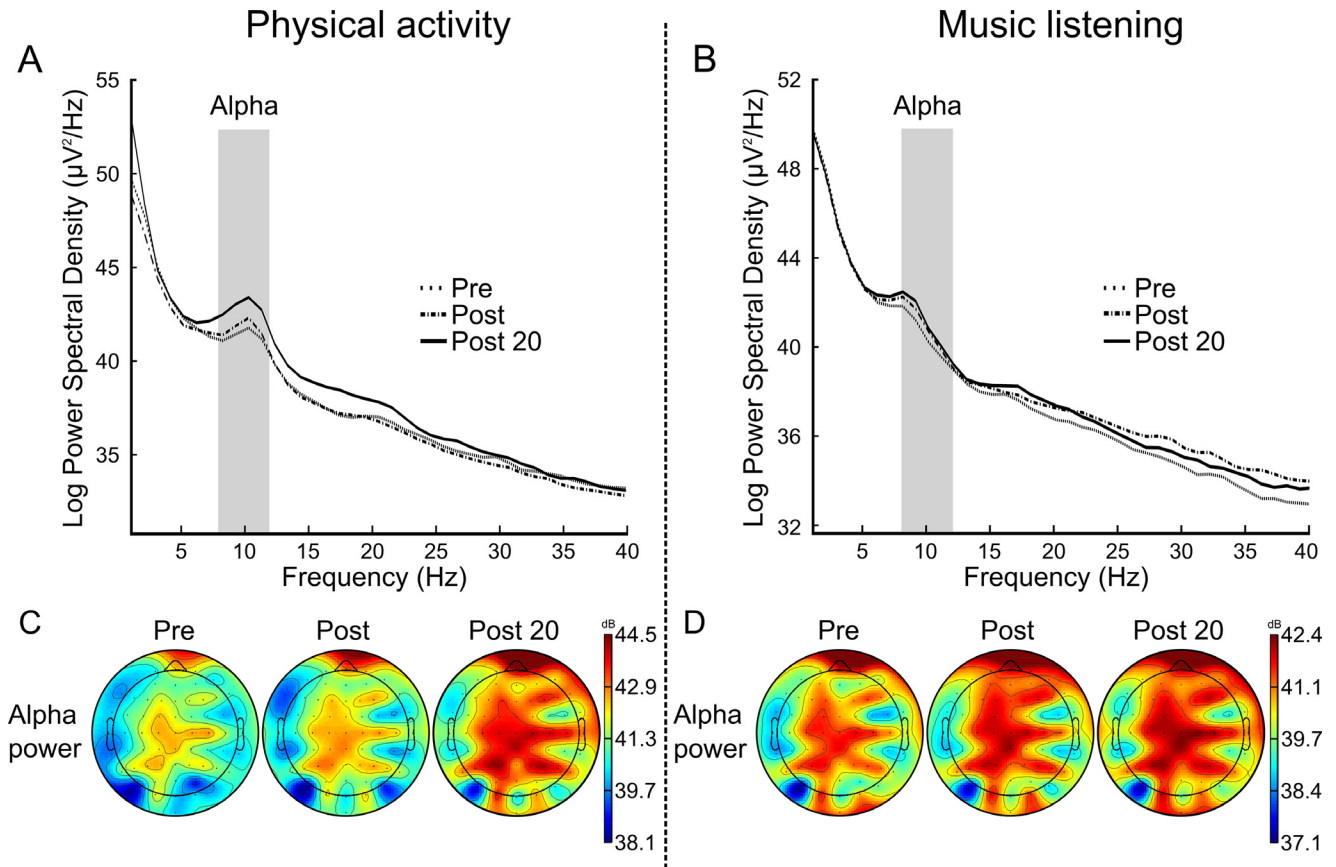 Physical activity
Music listening
A
Log Power Spectral Density (µV²/Hz)
55
50
45
40
35
Alpha
Pre
Post
Post 20
5 10 15 20 25 30 35 40
Frequency (Hz)
B
Log Power Spectral Density (µV²/Hz)
52
48
44
40
36
32
Alpha
Pre
Post
Post 20
5 10 15 20 25 30 35 40
Frequency (Hz)
C
Pre Post Post 20
Alpha
power
dB
44.5
42.9
41.3
39.7
38.1
D
Pre Post Post 20
Alpha
power
dB
42.4
41.1
39.7
38.4
37.1